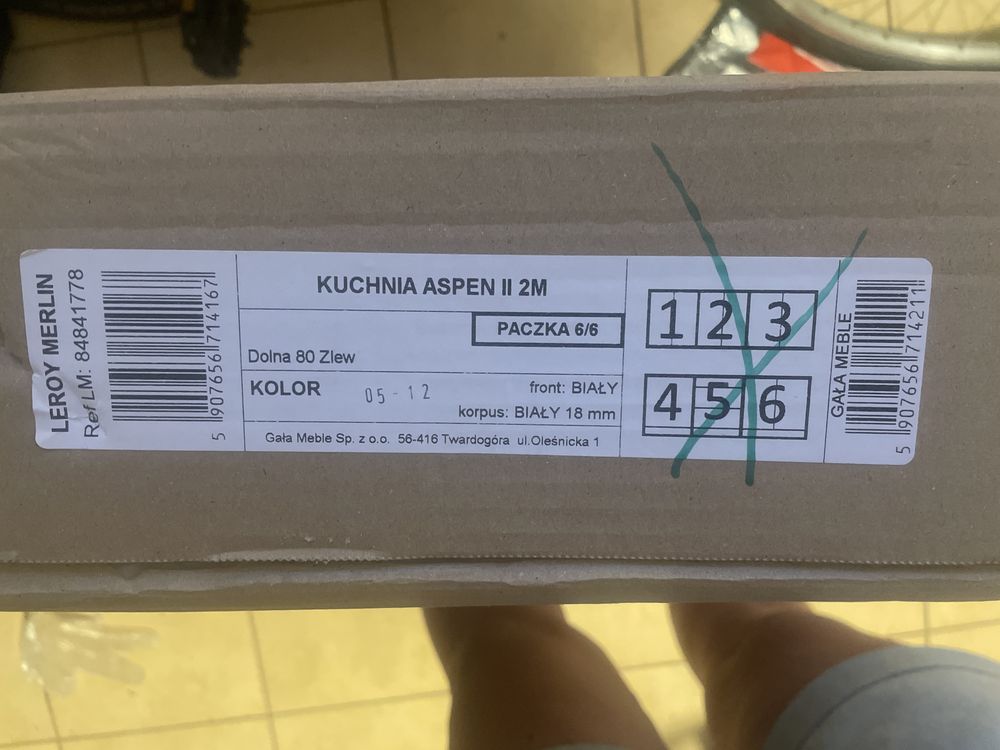 LEROY MERLIN
Ref LM: 84841778
5 907656 714167
KUCHNIA ASPEN II 2M
PACZKA 6/6
Dolna 80 Zlew
KOLOR 05-12 front: BIAŁY
korpus: BIAŁY 18 mm
Gała Meble Sp. z o.o. 56-416 Twardogóra ul.Oleśnicka 1
1 2 3
4 5 6
GAŁA MEBLE
5 907656 714211